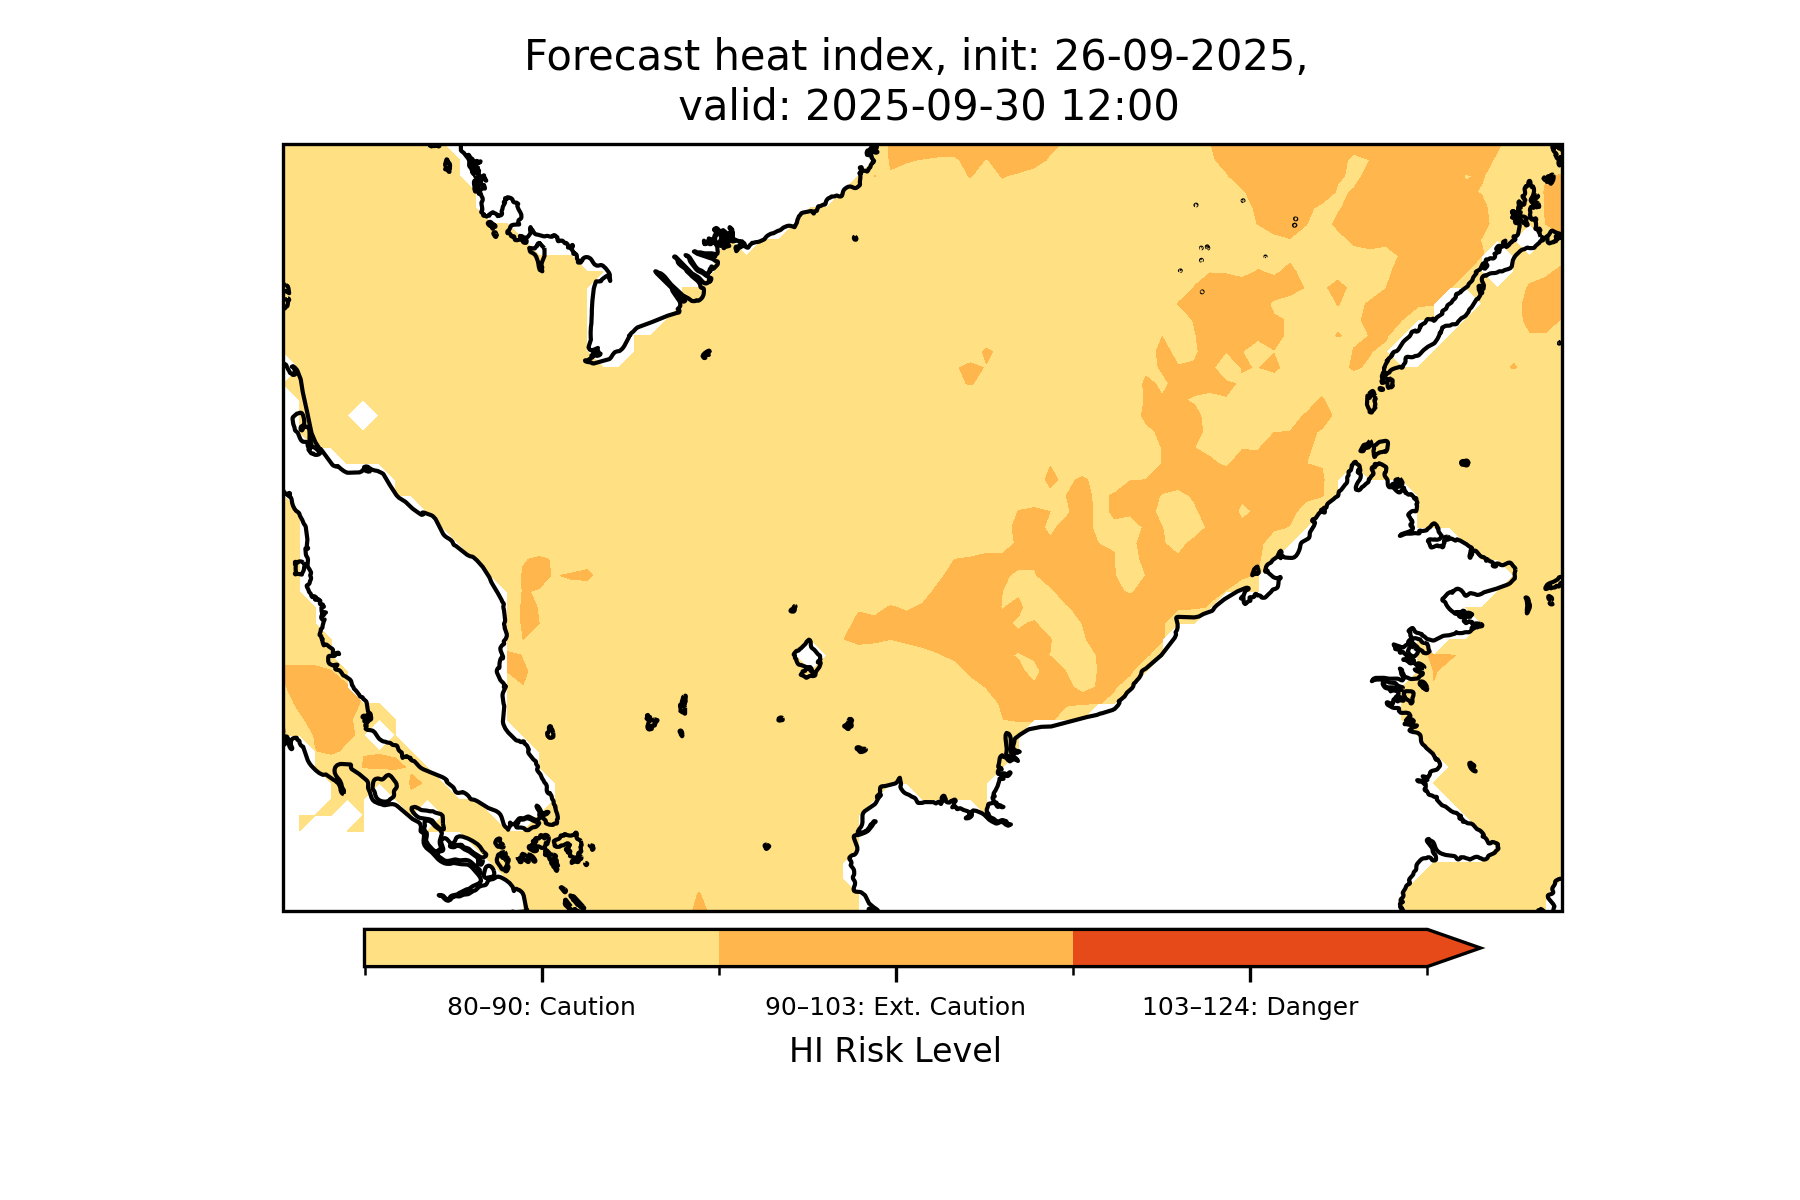 Forecast heat index, init: 26-09-2025,
valid: 2025-09-30 12:00
80–90: Caution
90–103: Ext. Caution
103–124: Danger
HI Risk Level